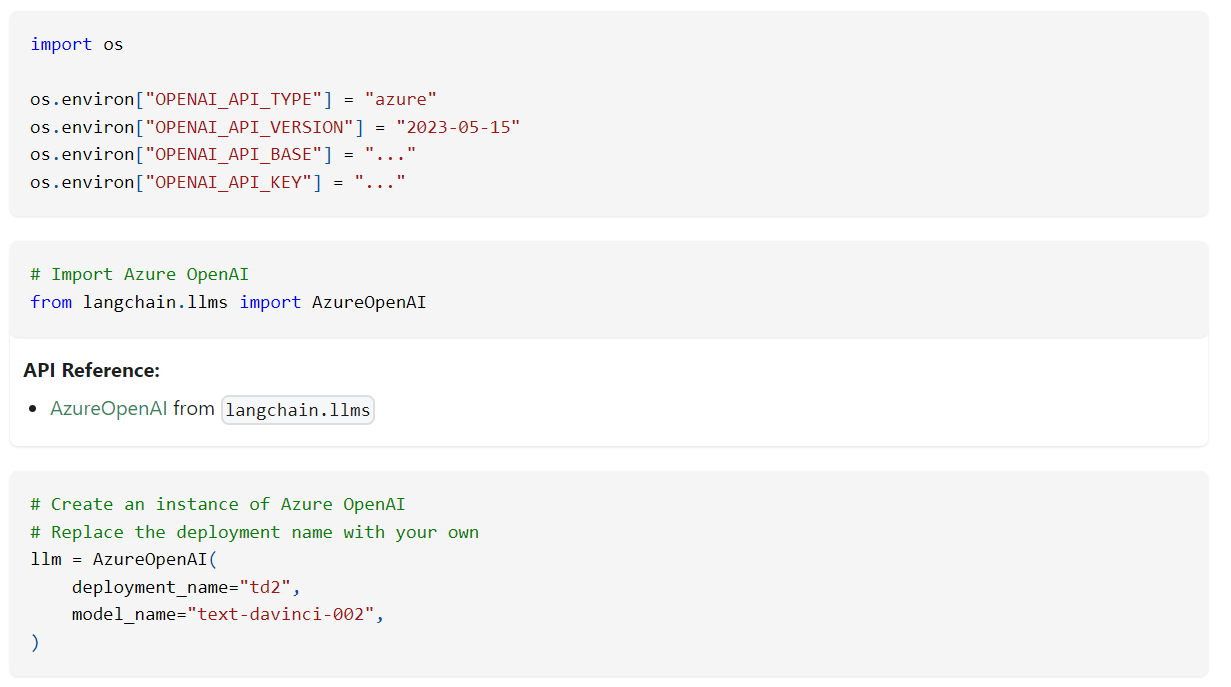 import os
os.environ["OPENAI_API_TYPE"] = "azure"
os.environ["OPENAI_API_VERSION"] = "2023-05-15"
os.environ["OPENAI_API_BASE"] = "..."
os.environ["OPENAI_API_KEY"] = "..."
# Import Azure OpenAI
from langchain.llms import AzureOpenAI
API Reference:
• AzureOpenAI from langchain.llms
# Create an instance of Azure OpenAI
# Replace the deployment name with your own
llm = AzureOpenAI(
    deployment_name="td2",
    model_name="text-davinci-002",
)